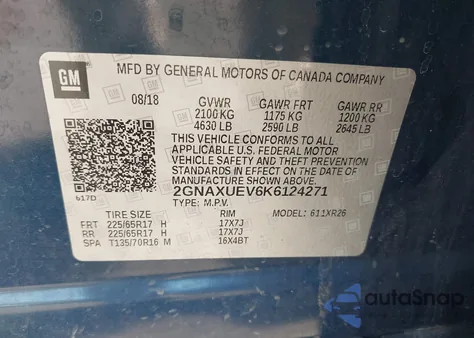 GM
MFD BY GENERAL MOTORS OF CANADA COMPANY
08/18 GVWR GAWR FRT GAWR RR
2100 KG 1175 KG 1200 KG
4630 LB 2590 LB 2645 LB
THIS VEHICLE CONFORMS TO ALL
APPLICABLE U.S. FEDERAL MOTOR
VEHICLE SAFETY AND THEFT PREVENTION
STANDARDS IN EFFECT ON THE DATE OF
MANUFACTURE SHOWN ABOVE.
617D 2GNAXUEV6K6124271
TYPE: M.P.V. MODEL: 611XR26
TIRE SIZE RIM
FRT 225/65R17 H 17X7J
RR 225/65R17 H 17X7J
SPA T135/70R16 M 16X4BT
autoSnap